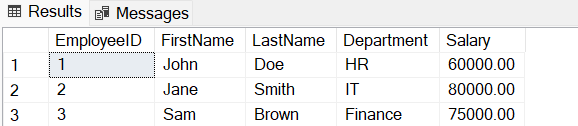 Results Messages
EmployeeID FirstName LastName Department Salary
1 1 John Doe HR 60000.00
2 2 Jane Smith IT 80000.00
3 3 Sam Brown Finance 75000.00